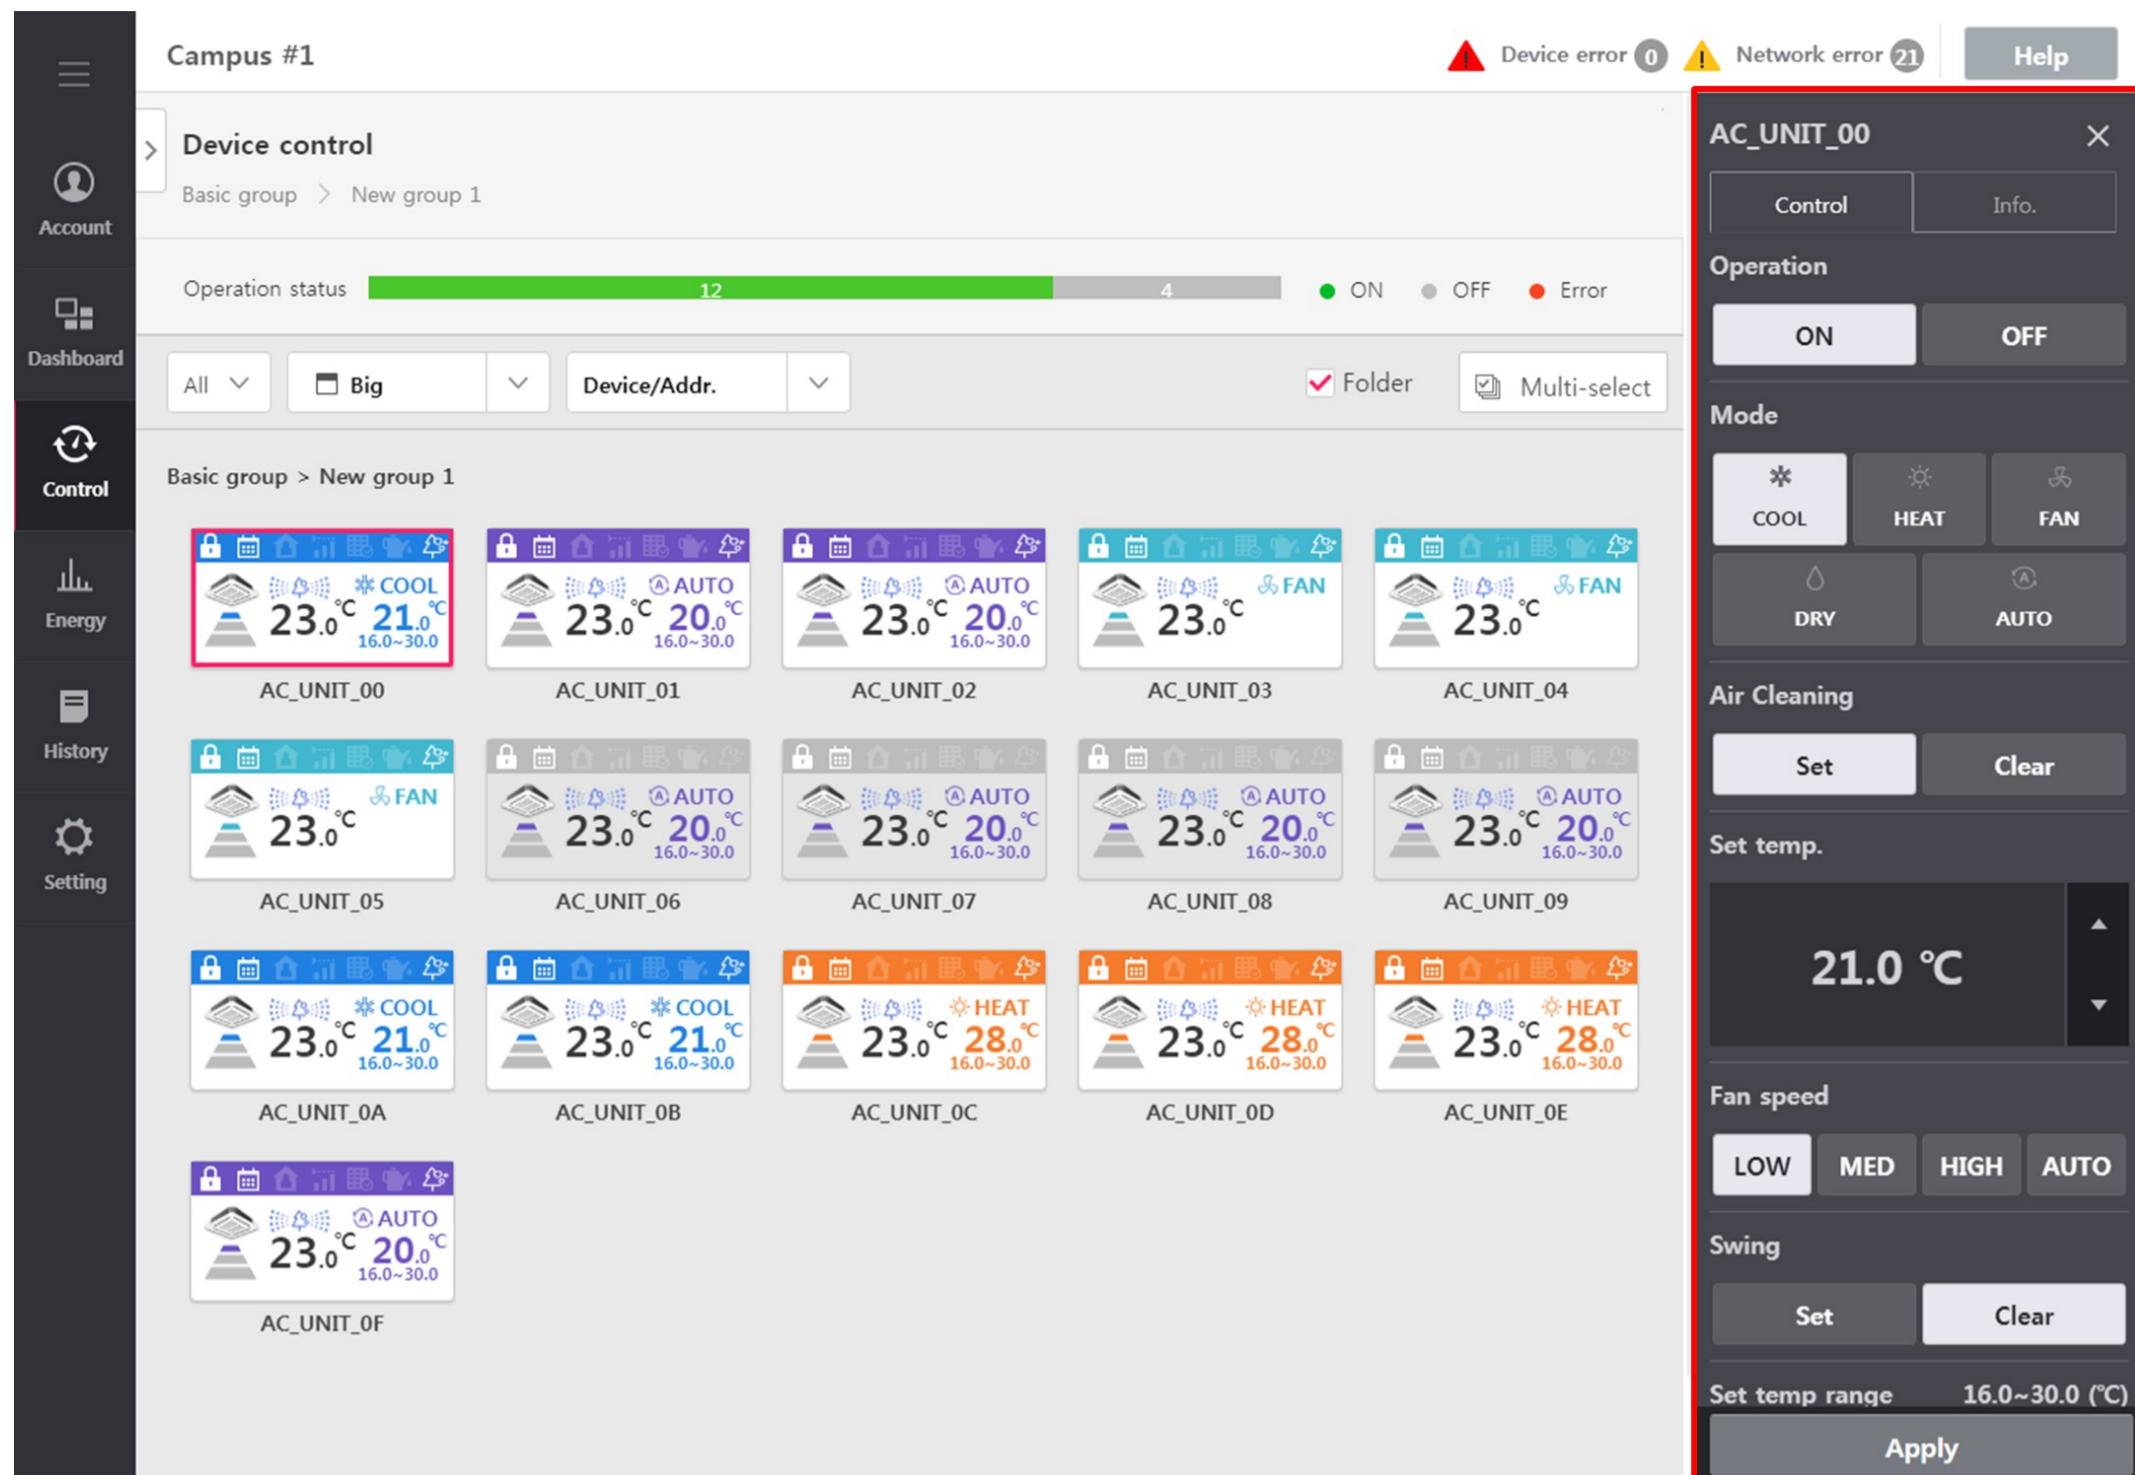 Campus #1
Device error 0
Network error 21
Help
Account
Dashboard
Control
Energy
History
Setting
Device control
Basic group > New group 1
Operation status 12 4
ON OFF Error
All Big Device/Addr.
Folder Multi-select
Basic group > New group 1
COOL
23.0℃ 21.0℃
16.0~30.0
AC_UNIT_00
AUTO
23.0℃ 20.0℃
16.0~30.0
AC_UNIT_01
AUTO
23.0℃ 20.0℃
16.0~30.0
AC_UNIT_02
FAN
23.0℃
AC_UNIT_03
FAN
23.0℃
AC_UNIT_04
FAN
23.0℃
AC_UNIT_05
AUTO
23.0℃ 20.0℃
16.0~30.0
AC_UNIT_06
AUTO
23.0℃ 20.0℃
16.0~30.0
AC_UNIT_07
AUTO
23.0℃ 20.0℃
16.0~30.0
AC_UNIT_08
AUTO
23.0℃ 20.0℃
16.0~30.0
AC_UNIT_09
COOL
23.0℃ 21.0℃
16.0~30.0
AC_UNIT_0A
COOL
23.0℃ 21.0℃
16.0~30.0
AC_UNIT_0B
HEAT
23.0℃ 28.0℃
16.0~30.0
AC_UNIT_0C
HEAT
23.0℃ 28.0℃
16.0~30.0
AC_UNIT_0D
HEAT
23.0℃ 28.0℃
16.0~30.0
AC_UNIT_0E
AUTO
23.0℃ 20.0℃
16.0~30.0
AC_UNIT_0F
AC_UNIT_00
Control Info.
Operation
ON OFF
Mode
COOL HEAT FAN
DRY AUTO
Air Cleaning
Set Clear
Set temp.
21.0 ℃
Fan speed
LOW MED HIGH AUTO
Swing
Set Clear
Set temp range 16.0~30.0 (℃)
Apply